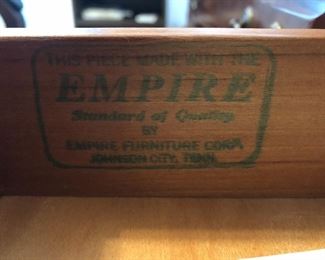 THIS PIECE MADE WITH THE
EMPIRE
Standard of Quality
BY
EMPIRE FURNITURE CORP.
JOHNSON CITY, TENN.